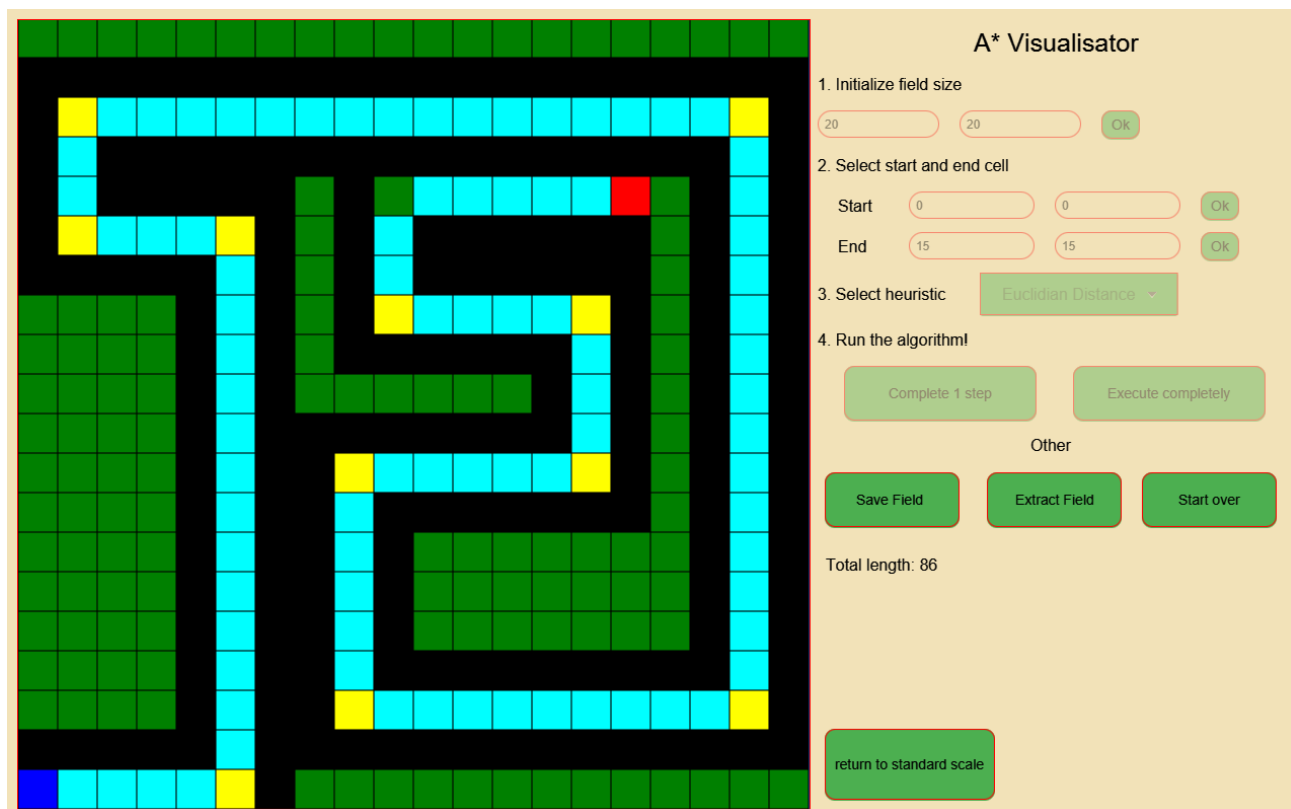 A* Visualisator
1. Initialize field size
20 20 Ok
2. Select start and end cell
Start 0 0 Ok
End 15 15 Ok
3. Select heuristic Euclidian Distance
4. Run the algorithm!
Complete 1 step Execute completely
Other
Save Field Extract Field Start over
Total length: 86
return to standard scale